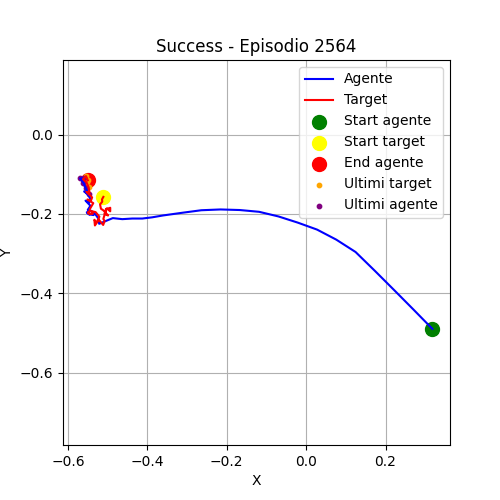 Success - Episodio 2564
Agente
Target
Start agente
Start target
End agente
Ultimi target
Ultimi agente
0.0
−0.2
−0.4
−0.6
Y
−0.6
−0.4
−0.2
0.0
0.2
X